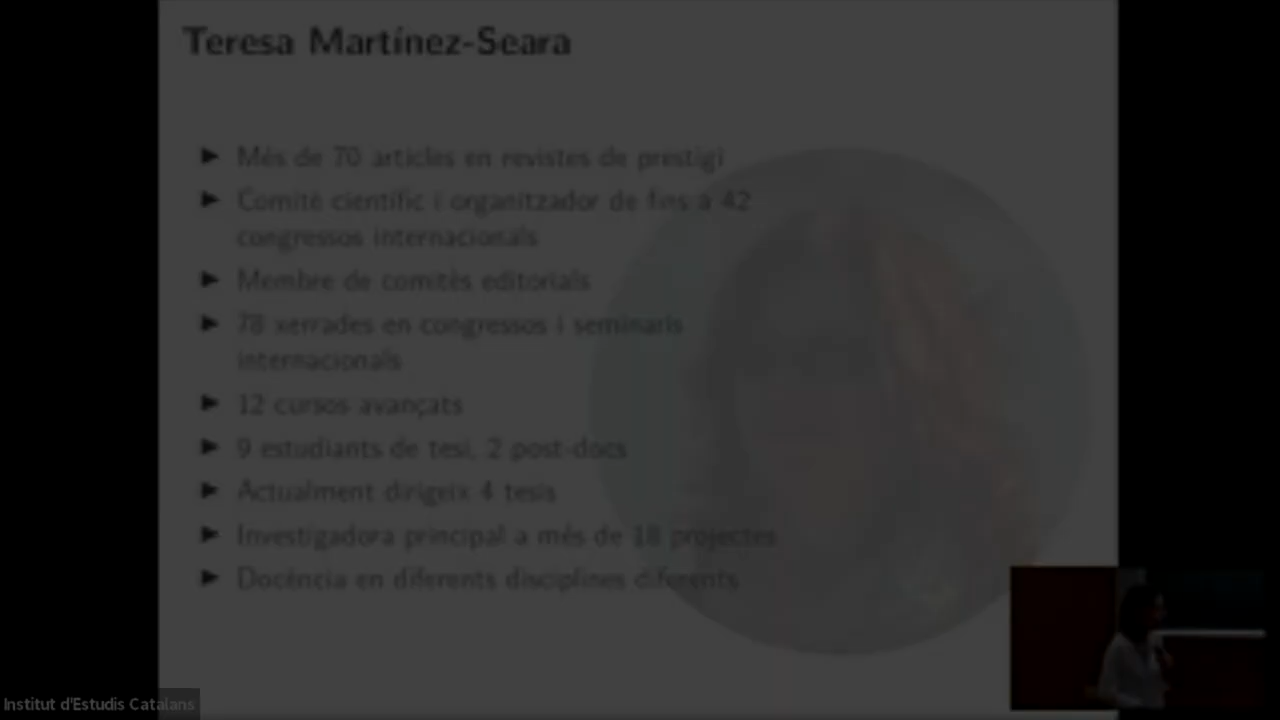 Teresa Martínez-Seara
Més de 70 articles en revistes de prestigi
Comitè científic i organitzador de fins a 42
congressos internacionals
Membre de comitès editorials
78 xerrades en congressos i seminaris
internacionals
12 cursos avançats
9 estudiants de tesi, 2 post-docs
Actualment dirigeix 4 tesis
Investigadora principal a més de 18 projectes
Docència en diferents disciplines diferents
Institut d'Estudis Catalans